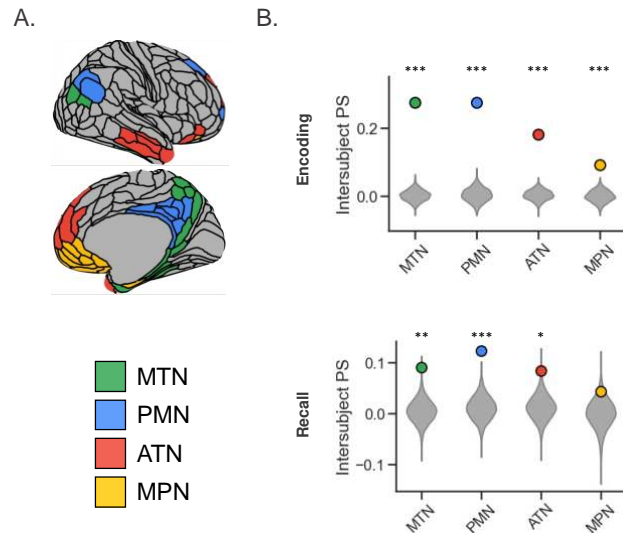 A.
B.
MTN
PMN
ATN
MPN
Encoding
Intersubject PS
0.2
0.0
*** *** *** ***
MTN PMN ATN MPN
Recall
Intersubject PS
0.1
0.0
−0.1
** *** *
MTN PMN ATN MPN